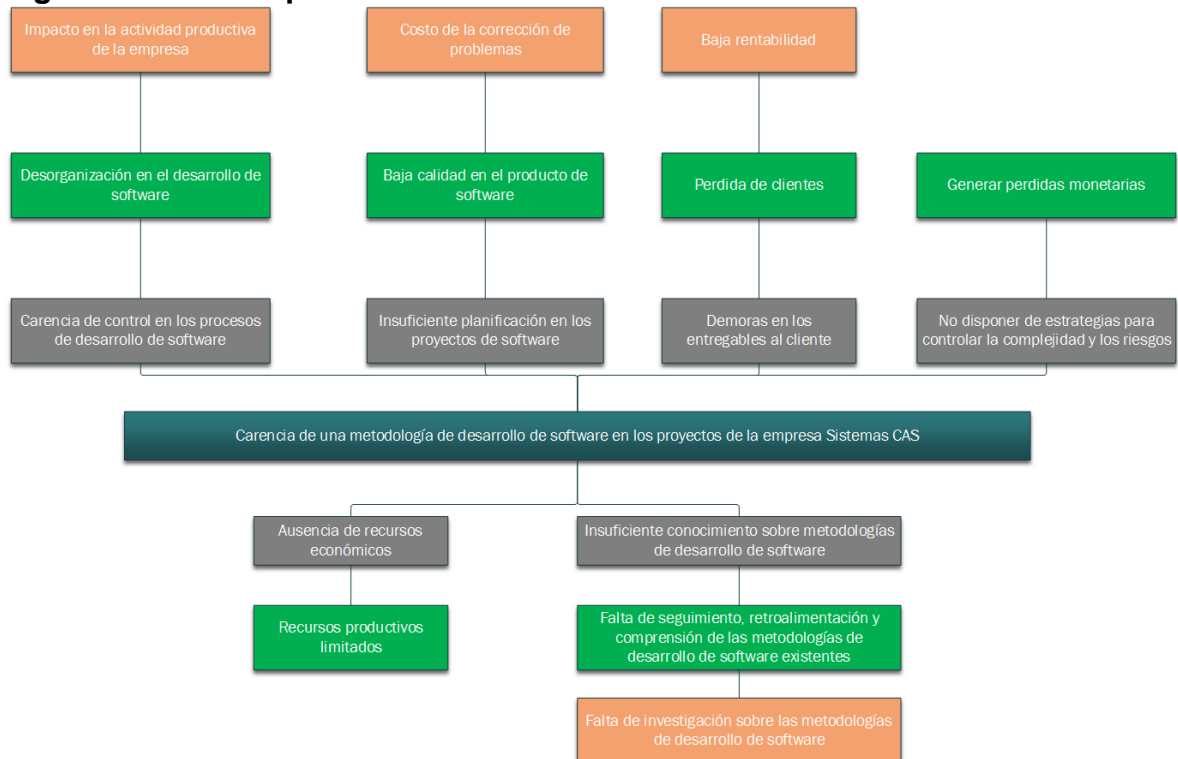 Impacto en la actividad productiva
de la empresa
Costo de la corrección de
problemas
Baja rentabilidad
Desorganización en el desarrollo de
software
Baja calidad en el producto de
software
Perdida de clientes
Generar perdidas monetarias
Carencia de control en los procesos
de desarrollo de software
Insuficiente planificación en los
proyectos de software
Demoras en los
entregables al cliente
No disponer de estrategias para
controlar la complejidad y los riesgos
Carencia de una metodología de desarrollo de software en los proyectos de la empresa Sistemas CAS
Ausencia de recursos
económicos
Insuficiente conocimiento sobre metodologías
de desarrollo de software
Recursos productivos
limitados
Falta de seguimiento, retroalimentación y
comprensión de las metodologías de
desarrollo de software existentes
Falta de investigación sobre las metodologías
de desarrollo de software